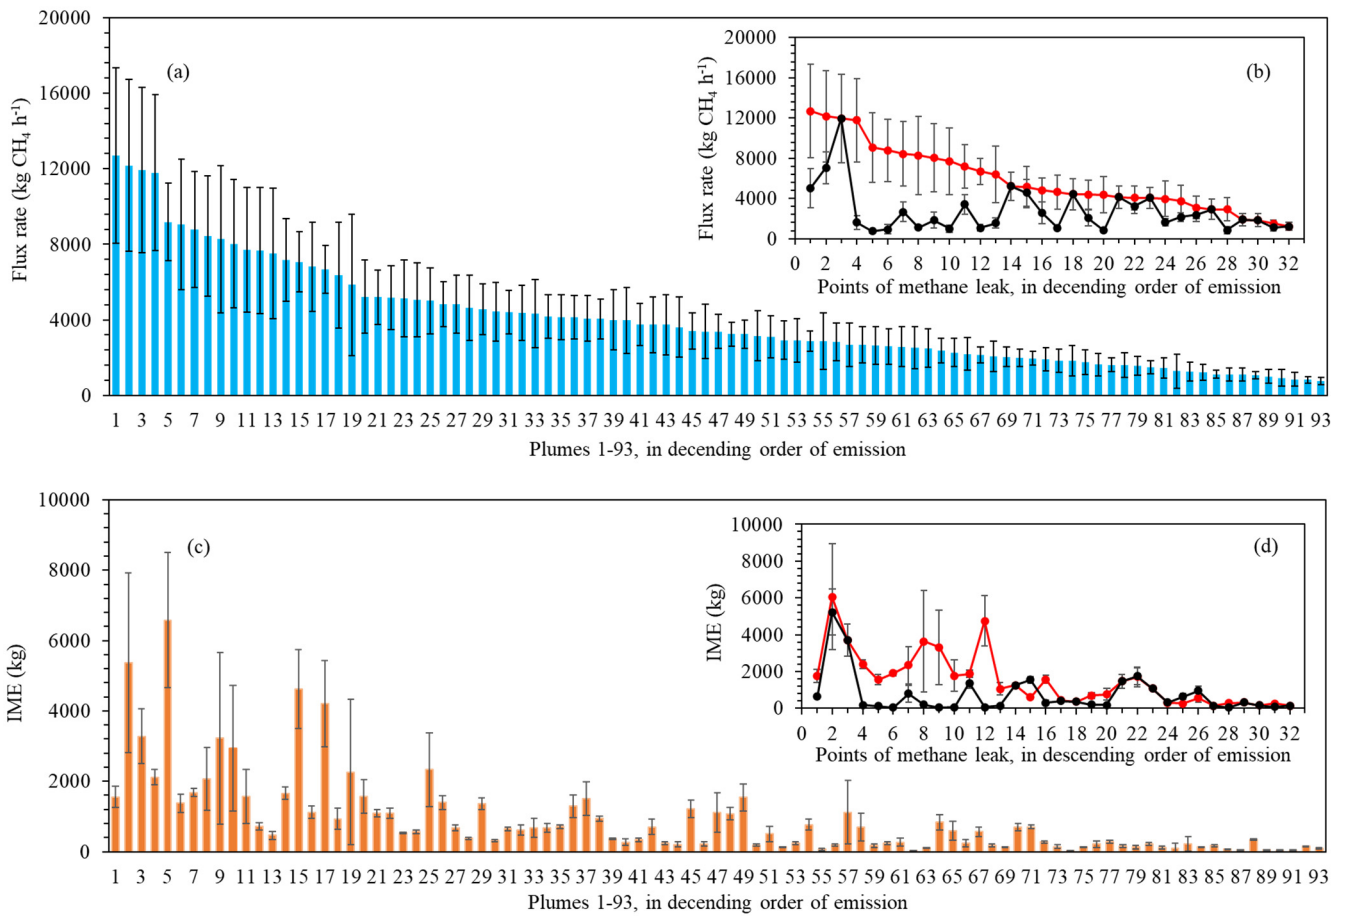 20000
16000
12000
8000
4000
0
Flux rate (kg CH₄ h⁻¹)
(a)
1 3 5 7 9 11 13 15 17 19 21 23 25 27 29 31 33 35 37 39 41 43 45 47 49 51 53 55 57 59 61 63 65 67 69 71 73 75 77 79 81 83 85 87 89 91 93
Plumes 1-93, in decending order of emission
20000
16000
12000
8000
4000
0
Flux rate (kg CH₄ h⁻¹)
(b)
0 2 4 6 8 10 12 14 16 18 20 22 24 26 28 30 32
Points of methane leak, in decending order of emission
10000
8000
6000
4000
2000
0
IME (kg)
(c)
1 3 5 7 9 11 13 15 17 19 21 23 25 27 29 31 33 35 37 39 41 43 45 47 49 51 53 55 57 59 61 63 65 67 69 71 73 75 77 79 81 83 85 87 89 91 93
Plumes 1-93, in decending order of emission
10000
8000
6000
4000
2000
0
IME (kg)
(d)
0 2 4 6 8 10 12 14 16 18 20 22 24 26 28 30 32
Points of methane leak, in descending order of emission